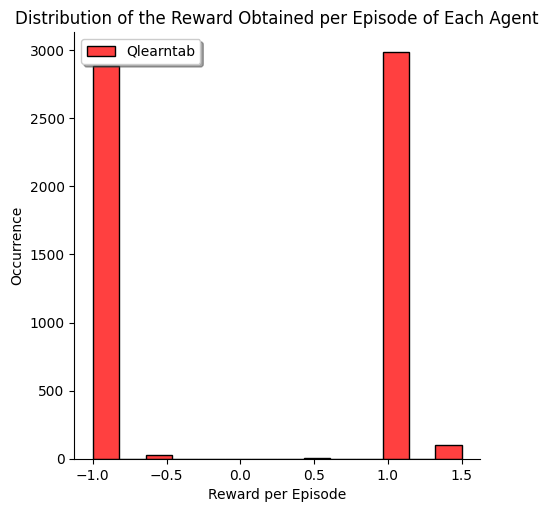 Distribution of the Reward Obtained per Episode of Each Agent
Qlearntab
3000
2500
2000
1500
1000
500
0
Occurrence
−1.0 −0.5 0.0 0.5 1.0 1.5
Reward per Episode